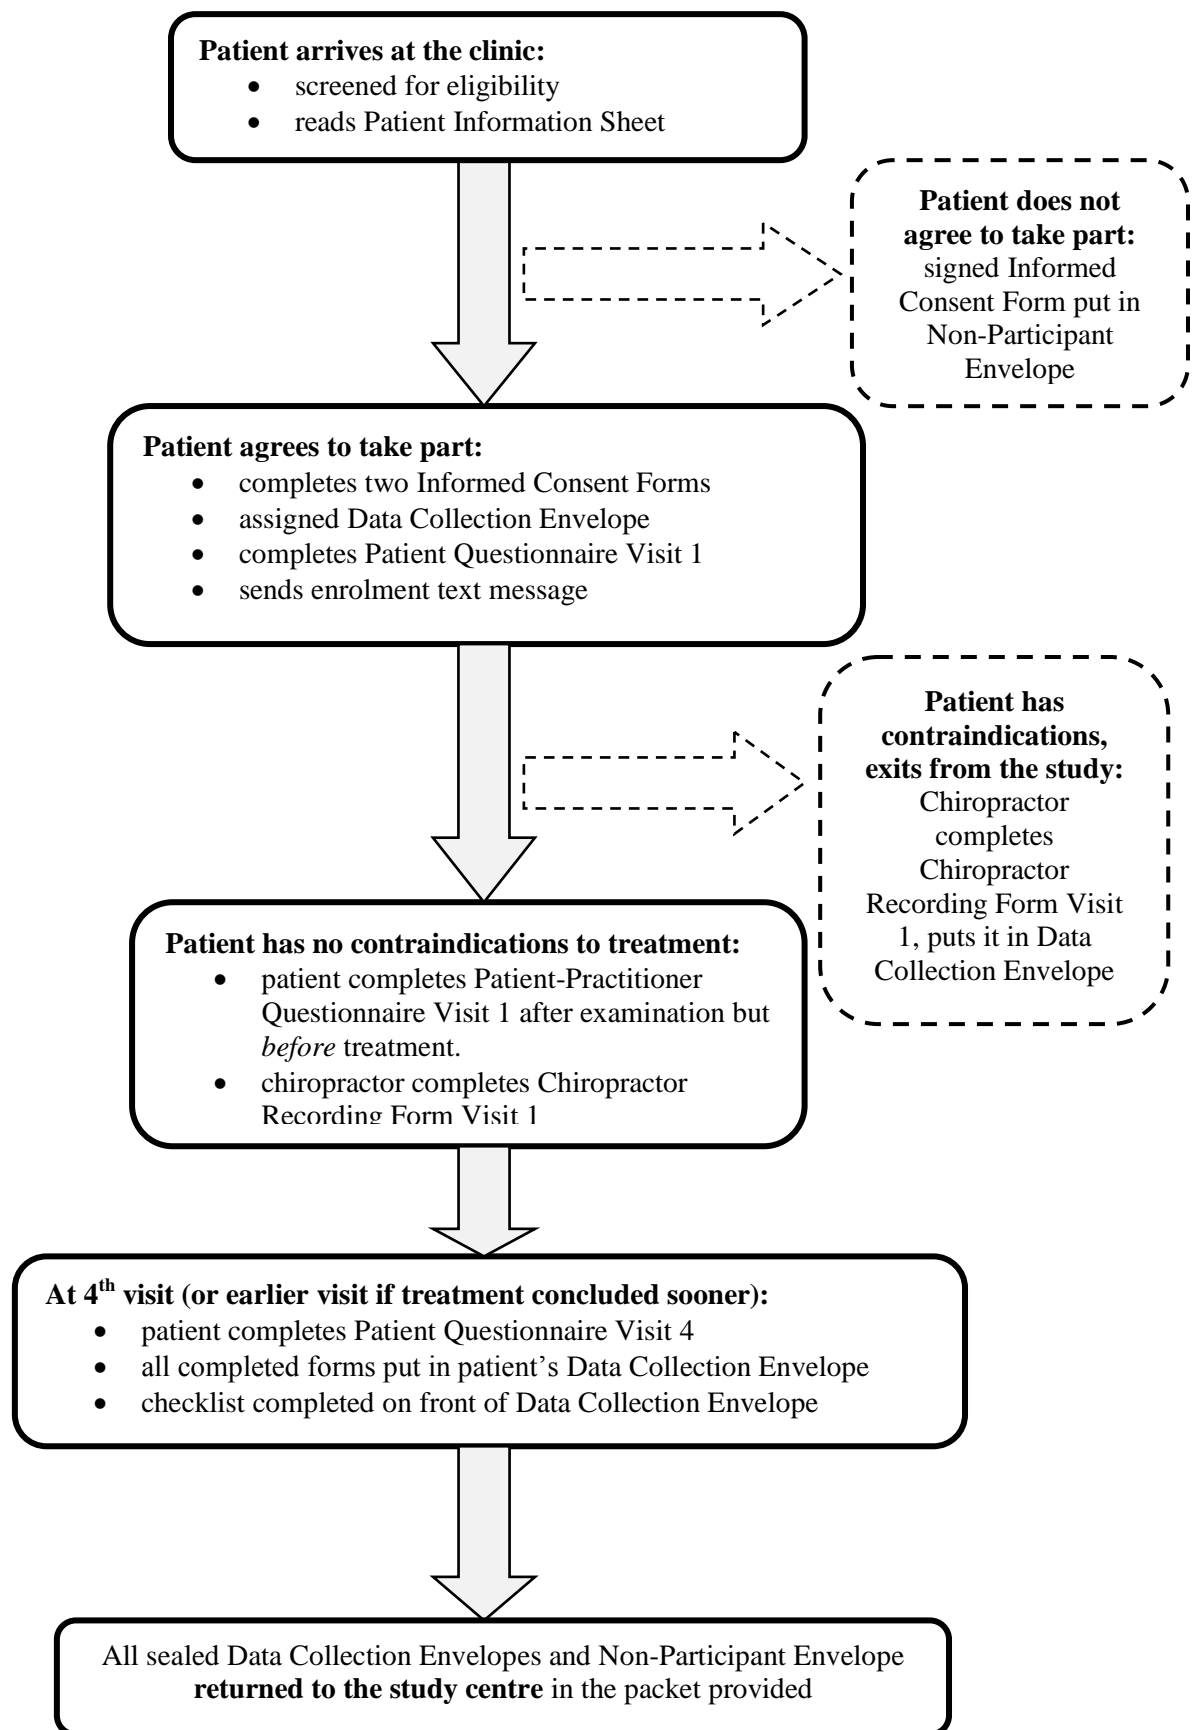 Patient arrives at the clinic:
• screened for eligibility
• reads Patient Information Sheet
Patient does not
agree to take part:
signed Informed
Consent Form put in
Non-Participant
Envelope
Patient agrees to take part:
• completes two Informed Consent Forms
• assigned Data Collection Envelope
• completes Patient Questionnaire Visit 1
• sends enrolment text message
Patient has
contraindications,
exits from the study:
Chiropractor
completes
Chiropractor
Recording Form Visit
1, puts it in Data
Collection Envelope
Patient has no contraindications to treatment:
• patient completes Patient-Practitioner
Questionnaire Visit 1 after examination but
before treatment.
• chiropractor completes Chiropractor
Recording Form Visit 1
At 4th visit (or earlier visit if treatment concluded sooner):
• patient completes Patient Questionnaire Visit 4
• all completed forms put in patient’s Data Collection Envelope
• checklist completed on front of Data Collection Envelope
All sealed Data Collection Envelopes and Non-Participant Envelope
returned to the study centre in the packet provided